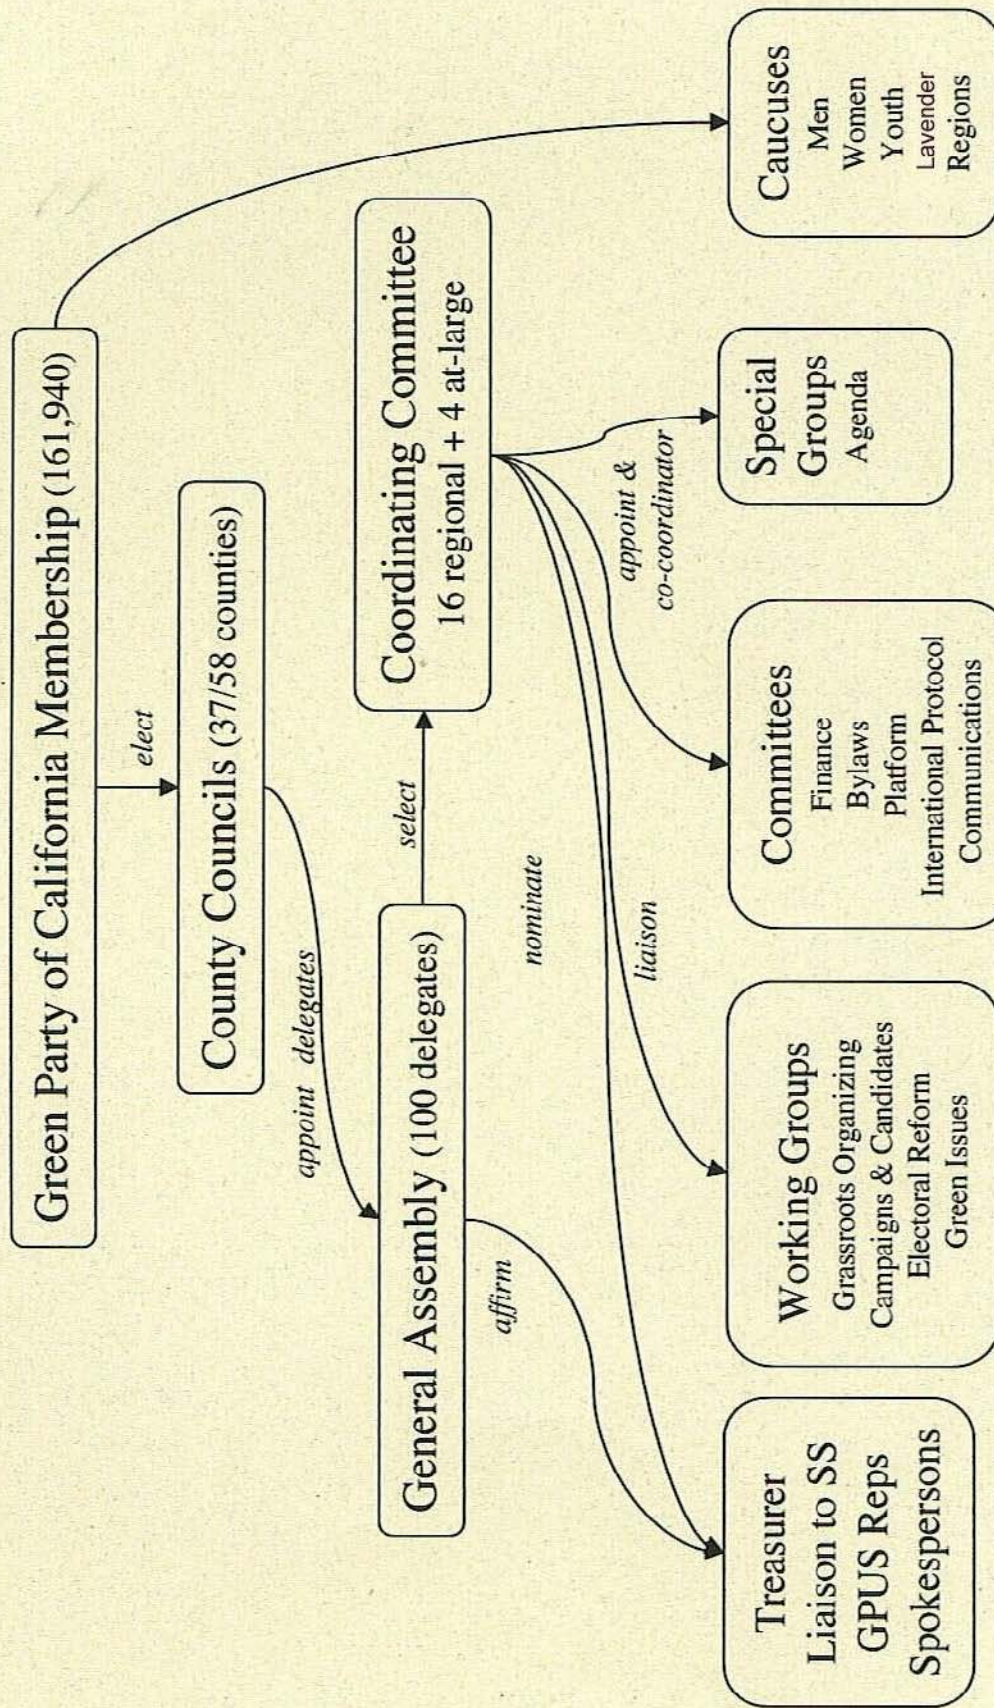 Green Party of California Membership (161,940)
elect
County Councils (37/58 counties)
appoint delegates
General Assembly (100 delegates)
select
Coordinating Committee
16 regional + 4 at-large
affirm
nominate
liaison
appoint &
co-coordinator
Treasurer
Liaison to SS
GPUS Reps
Spokespersons
Working Groups
Grassroots Organizing
Campaigns & Candidates
Electoral Reform
Green Issues
Committees
Finance
Bylaws
Platform
International Protocol
Communications
Special
Groups
Agenda
Caucuses
Men
Women
Youth
Lavender
Regions